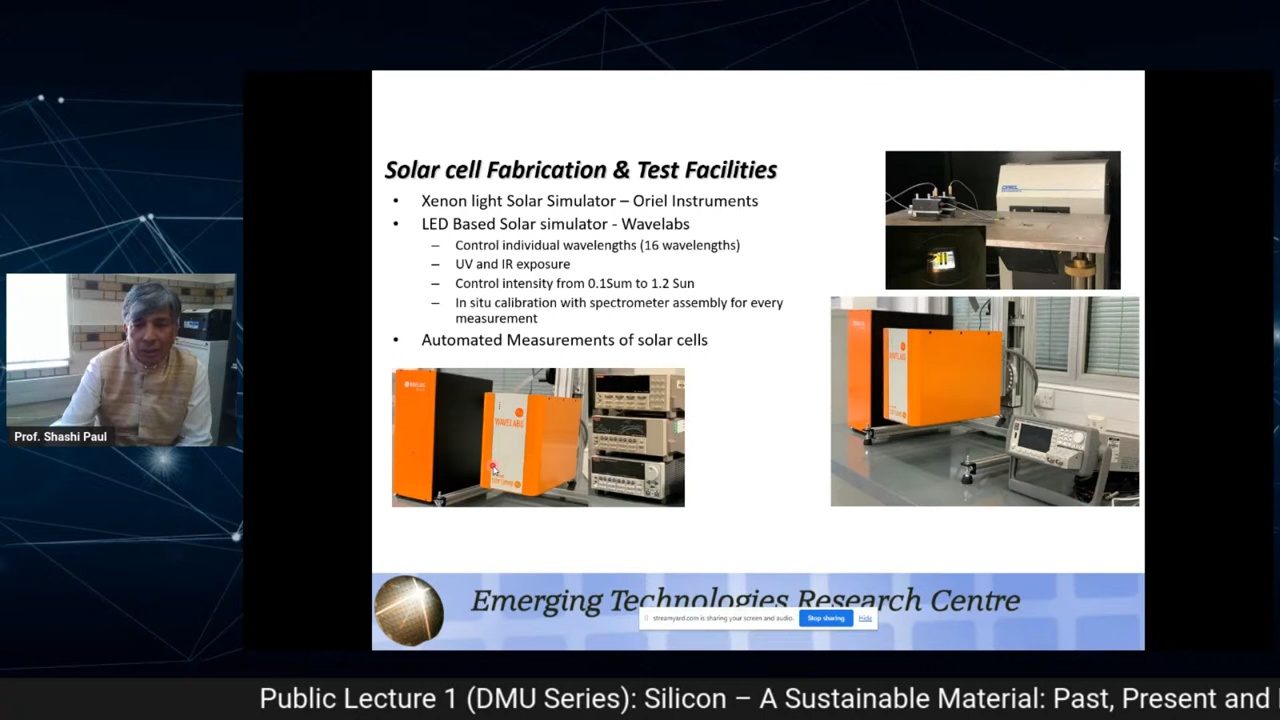 Solar cell Fabrication & Test Facilities
• Xenon light Solar Simulator – Oriel Instruments
• LED Based Solar simulator - Wavelabs
– Control individual wavelengths (16 wavelengths)
– UV and IR exposure
– Control intensity from 0.1Sum to 1.2 Sun
– In situ calibration with spectrometer assembly for every
measurement
• Automated Measurements of solar cells
ORIEL
WAVELABS
WAVELABS
WAVELABS
Prof. Shashi Paul
Emerging Technologies Research Centre
streamyard.com is sharing your screen and audio.
Stop sharing
Hide
Public Lecture 1 (DMU Series): Silicon – A Sustainable Material: Past, Present and